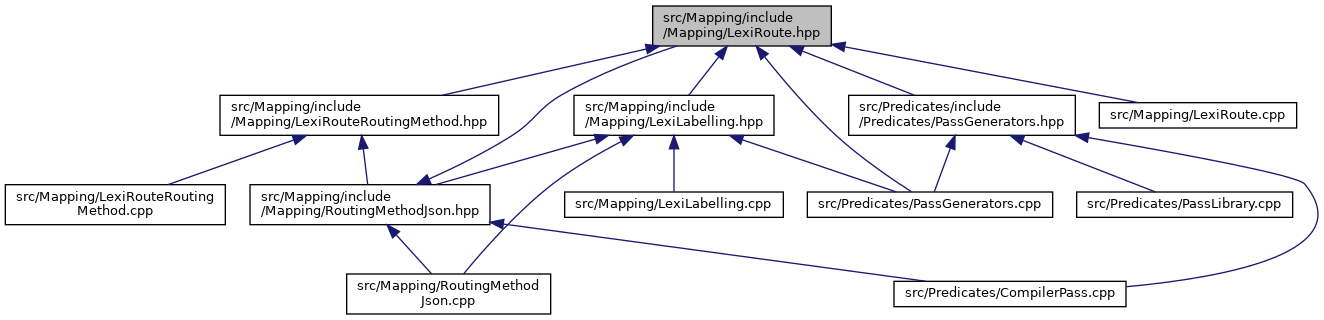 src/Mapping/include
/Mapping/LexiRoute.hpp
src/Mapping/include
/Mapping/LexiRouteRoutingMethod.hpp
src/Mapping/include
/Mapping/LexiLabelling.hpp
src/Predicates/include
/Predicates/PassGenerators.hpp
src/Mapping/LexiRoute.cpp
src/Mapping/LexiRouteRouting
Method.cpp
src/Mapping/include
/Mapping/RoutingMethodJson.hpp
src/Mapping/LexiLabelling.cpp
src/Predicates/PassGenerators.cpp
src/Predicates/PassLibrary.cpp
src/Mapping/RoutingMethod
Json.cpp
src/Predicates/CompilerPass.cpp